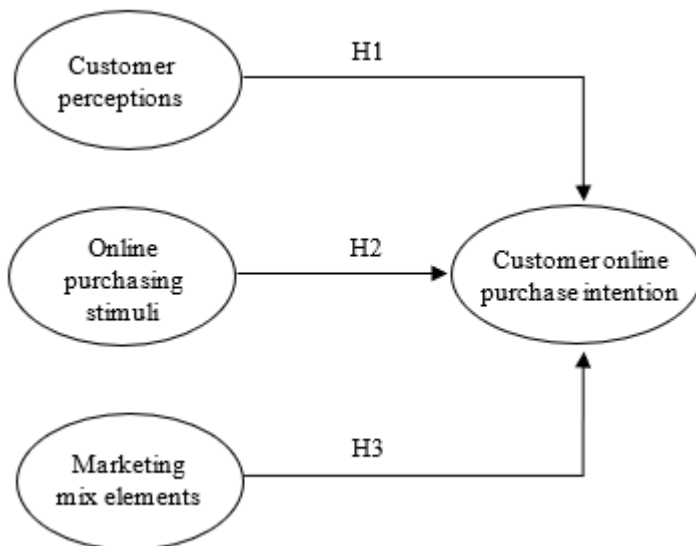 Customer
perceptions
H1
Online
purchasing
stimuli
H2
Customer online
purchase intention
Marketing
mix elements
H3